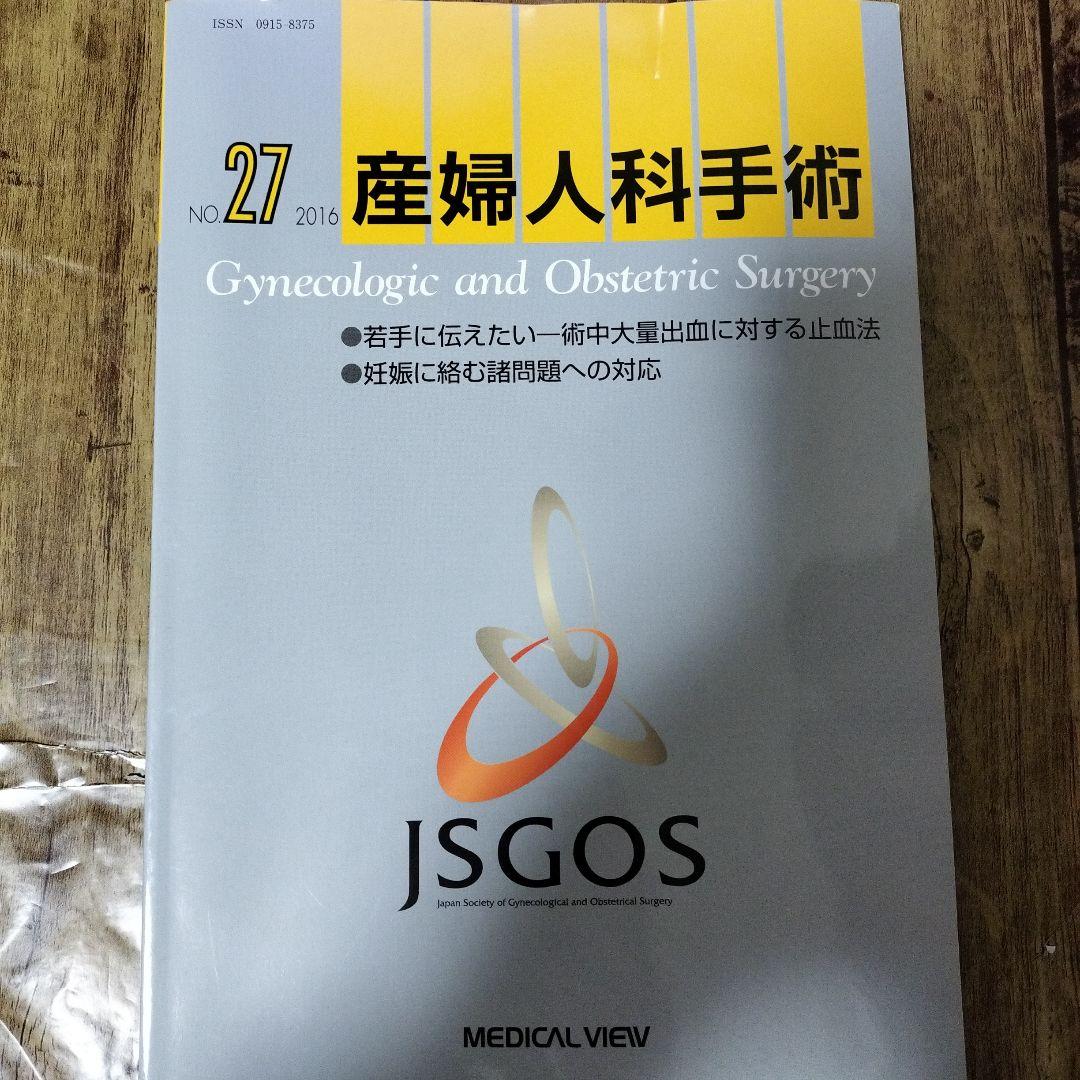 ISSN 0915-8375
NO.27 2016 産婦人科手術
Gynecologic and Obstetric Surgery
●若手に伝えたい―術中大量出血に対する止血法
●妊娠に絡む諸問題への対応
JSGOS
Japan Society of Gynecological and Obstetrical Surgery
MEDICAL VIEW